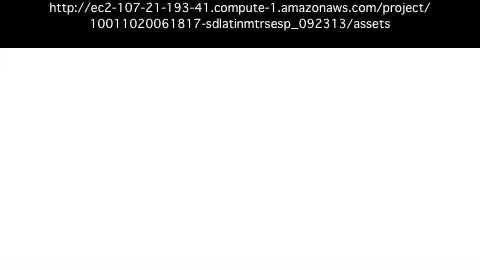 http://ec2-107-21-193-41.compute-1.amazonaws.com/project/
10011020061817-sdlatinmtrsesp_092313/assets